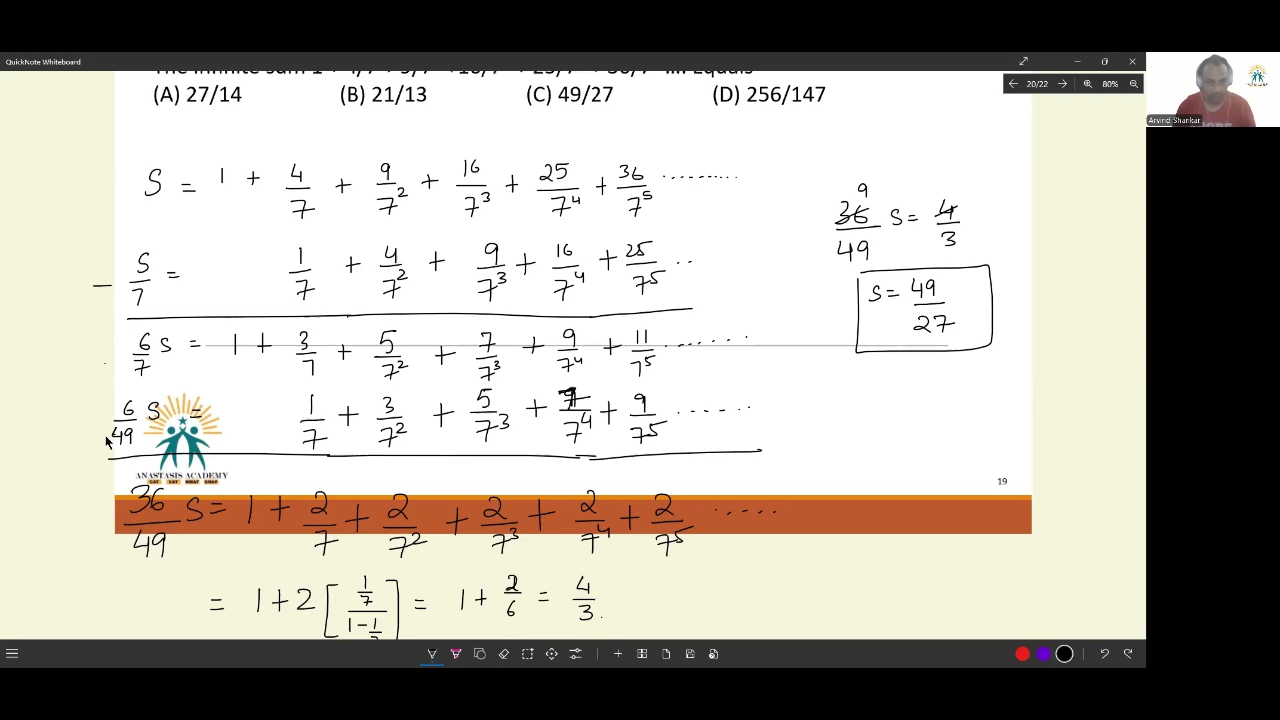 QuickNote Whiteboard
20/22 80%
Arvind Shankar
(A) 27/14 (B) 21/13 (C) 49/27 (D) 256/147
S = 1 + 4/7 + 9/7² + 16/7³ + 25/7⁴ + 36/7⁵ .........
S/7 = 1/7 + 4/7² + 9/7³ + 16/7⁴ + 25/7⁵ ...
6/7 S = 1 + 3/7 + 5/7² + 7/7³ + 9/7⁴ + 11/7⁵ ........
6/49 S = 1/7 + 3/7² + 5/7³ + 7/7⁴ + 9/7⁵ .......
ANASTASIS ACADEMY
CAT XAT SNAP
19
36/49 S = 1 + 2/7 + 2/7² + 2/7³ + 2/7⁴ + 2/7⁵ .....
= 1 + 2 [ 1/7 / 1 - 1/7 ] = 1 + 2/6 = 4/3.
9
36/49 S = 4/3
S = 49/27